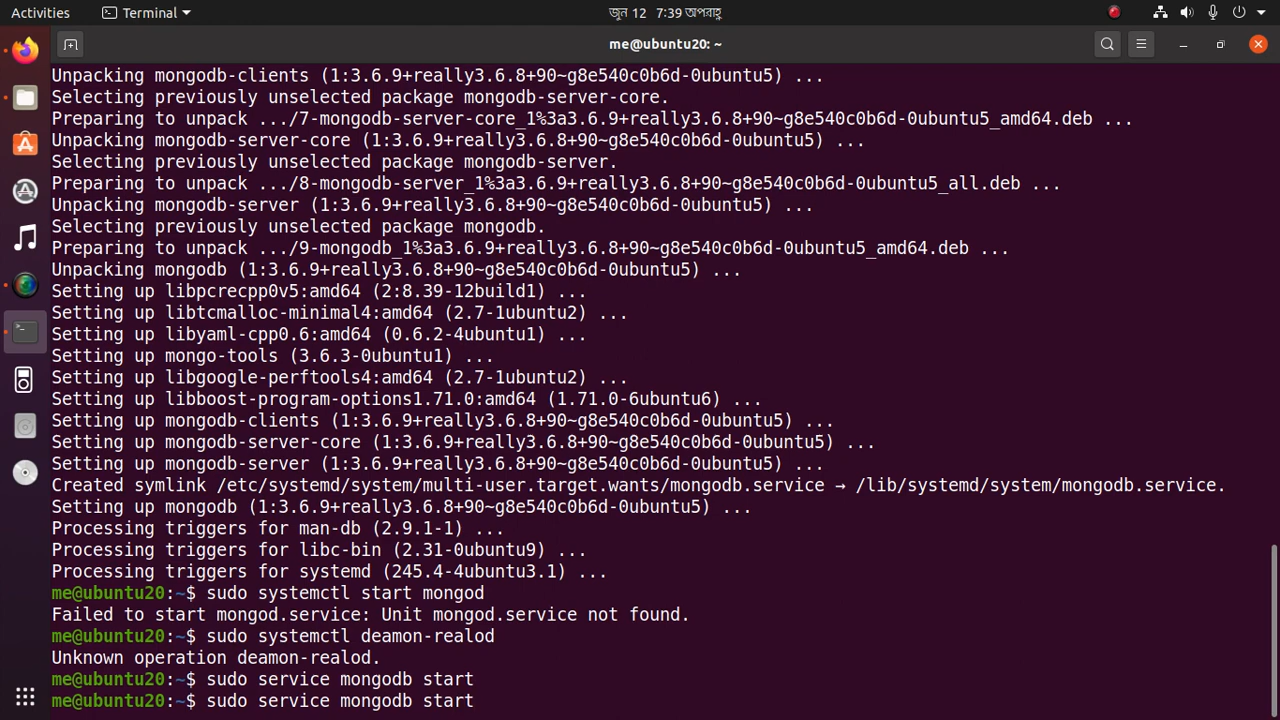 Activities
Terminal
জুন 12 7:39 অপরাহ্ণ
me@ubuntu20: ~
Unpacking mongodb-clients (1:3.6.9+really3.6.8+90~g8e540c0b6d-0ubuntu5) ...
Selecting previously unselected package mongodb-server-core.
Preparing to unpack .../7-mongodb-server-core_1%3a3.6.9+really3.6.8+90~g8e540c0b6d-0ubuntu5_amd64.deb ...
Unpacking mongodb-server-core (1:3.6.9+really3.6.8+90~g8e540c0b6d-0ubuntu5) ...
Selecting previously unselected package mongodb-server.
Preparing to unpack .../8-mongodb-server_1%3a3.6.9+really3.6.8+90~g8e540c0b6d-0ubuntu5_all.deb ...
Unpacking mongodb-server (1:3.6.9+really3.6.8+90~g8e540c0b6d-0ubuntu5) ...
Selecting previously unselected package mongodb.
Preparing to unpack .../9-mongodb_1%3a3.6.9+really3.6.8+90~g8e540c0b6d-0ubuntu5_amd64.deb ...
Unpacking mongodb (1:3.6.9+really3.6.8+90~g8e540c0b6d-0ubuntu5) ...
Setting up libpcrecpp0v5:amd64 (2:8.39-12build1) ...
Setting up libtcmalloc-minimal4:amd64 (2.7-1ubuntu2) ...
Setting up libyaml-cpp0.6:amd64 (0.6.2-4ubuntu1) ...
Setting up mongo-tools (3.6.3-0ubuntu1) ...
Setting up libgoogle-perftools4:amd64 (2.7-1ubuntu2) ...
Setting up libboost-program-options1.71.0:amd64 (1.71.0-6ubuntu6) ...
Setting up mongodb-clients (1:3.6.9+really3.6.8+90~g8e540c0b6d-0ubuntu5) ...
Setting up mongodb-server-core (1:3.6.9+really3.6.8+90~g8e540c0b6d-0ubuntu5) ...
Setting up mongodb-server (1:3.6.9+really3.6.8+90~g8e540c0b6d-0ubuntu5) ...
Created symlink /etc/systemd/system/multi-user.target.wants/mongodb.service → /lib/systemd/system/mongodb.service.
Setting up mongodb (1:3.6.9+really3.6.8+90~g8e540c0b6d-0ubuntu5) ...
Processing triggers for man-db (2.9.1-1) ...
Processing triggers for libc-bin (2.31-0ubuntu9) ...
Processing triggers for systemd (245.4-4ubuntu3.1) ...
me@ubuntu20:~$ sudo systemctl start mongod
Failed to start mongod.service: Unit mongod.service not found.
me@ubuntu20:~$ sudo systemctl deamon-realod
Unknown operation deamon-realod.
me@ubuntu20:~$ sudo service mongodb start
me@ubuntu20:~$ sudo service mongodb start